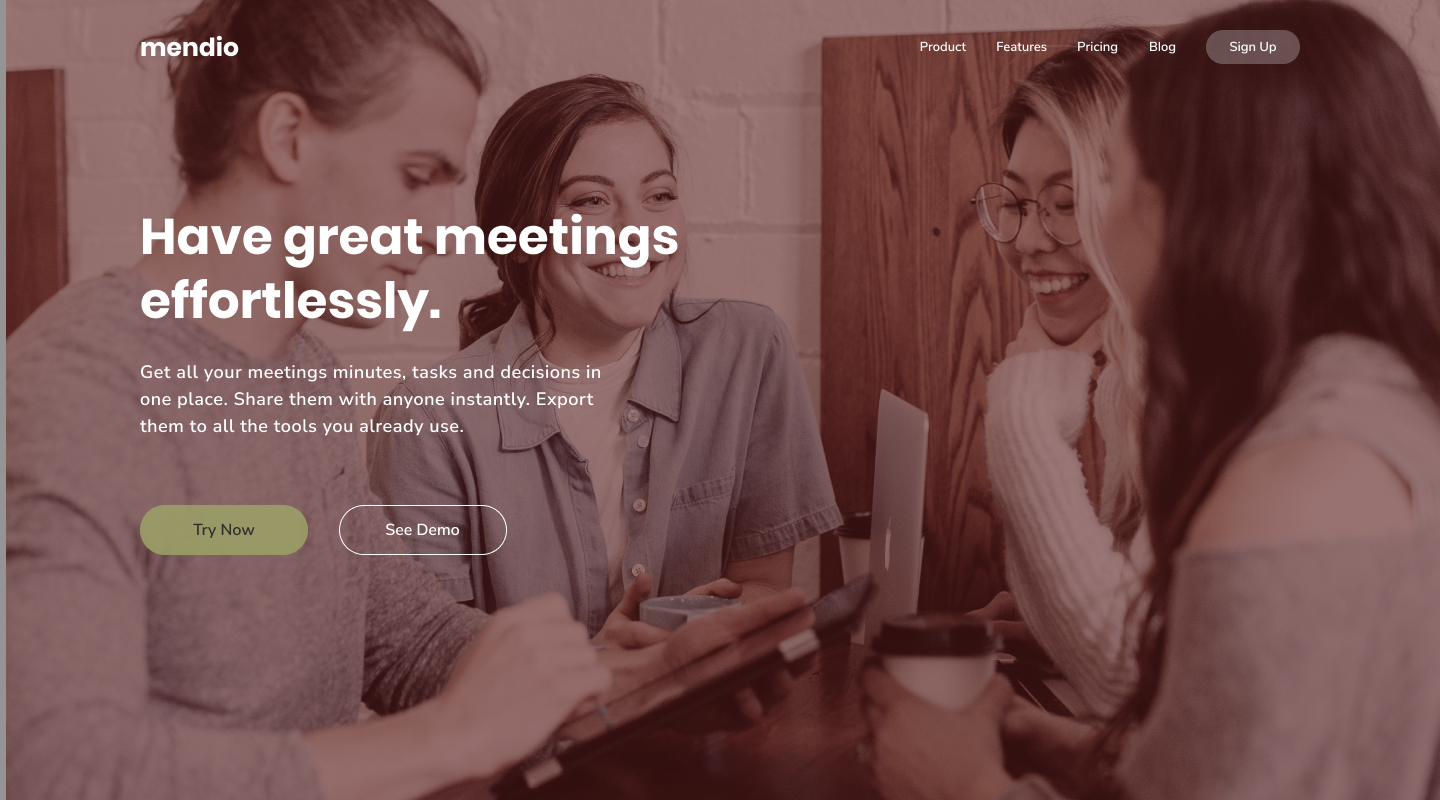 mendio
Product Features Pricing Blog Sign Up
Have great meetings
effortlessly.
Get all your meetings minutes, tasks and decisions in
one place. Share them with anyone instantly. Export
them to all the tools you already use.
Try Now See Demo